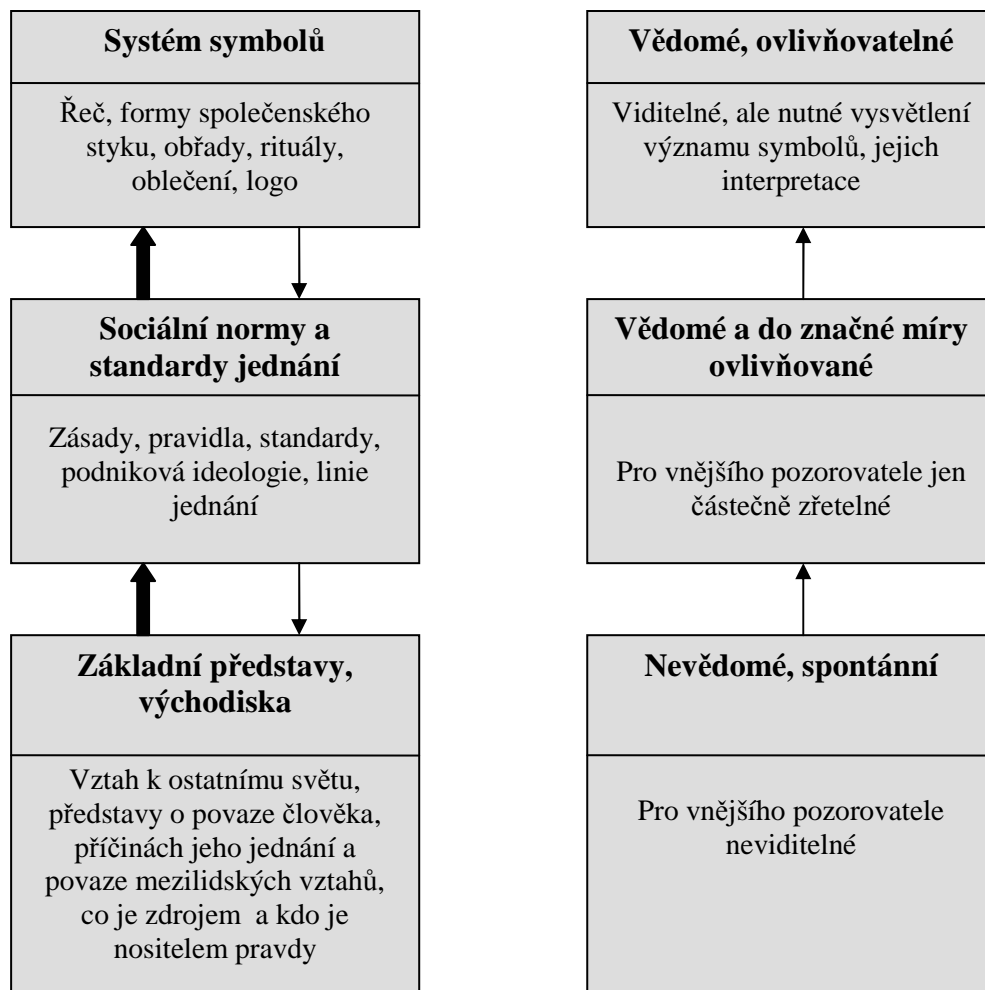 Systém symbolů
Řeč, formy společenského
styku, obřady, rituály,
oblečení, logo
Vědomé, ovlivňovatelné
Viditelné, ale nutné vysvětlení
významu symbolů, jejich
interpretace
Sociální normy a
standardy jednání
Zásady, pravidla, standardy,
podniková ideologie, linie
jednání
Vědomé a do značné míry
ovlivňované
Pro vnějšího pozorovatele jen
částečně zřetelné
Základní představy,
východiska
Vztah k ostatnímu světu,
představy o povaze člověka,
příčinách jeho jednání a
povaze mezilidských vztahů,
co je zdrojem a kdo je
nositelem pravdy
Nevědomé, spontánní
Pro vnějšího pozorovatele
neviditelné